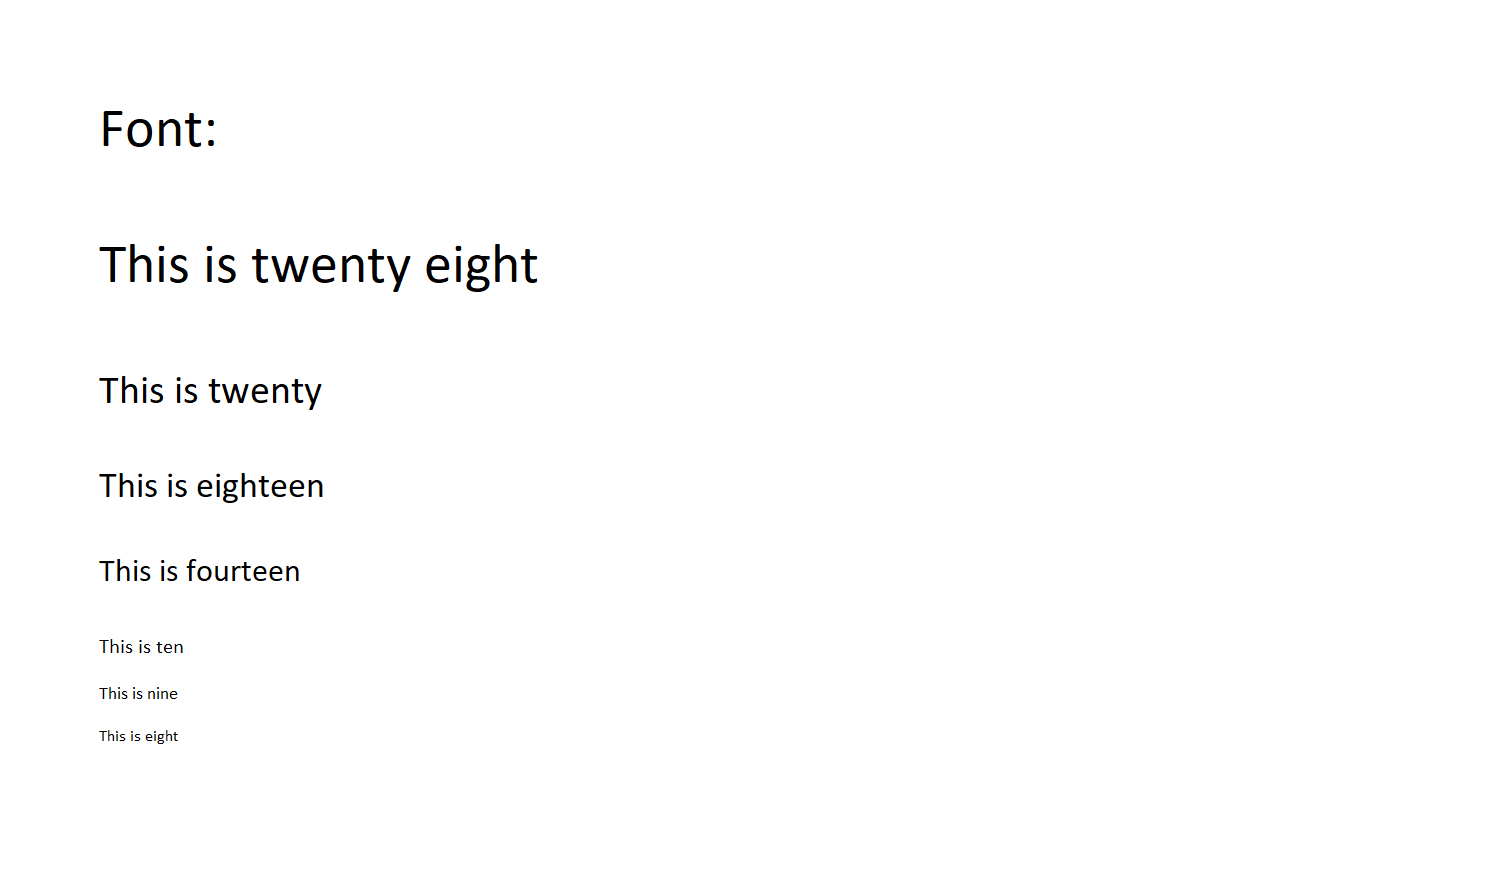 Font:
This is twenty eight
This is twenty
This is eighteen
This is fourteen
This is ten
This is nine
This is eight